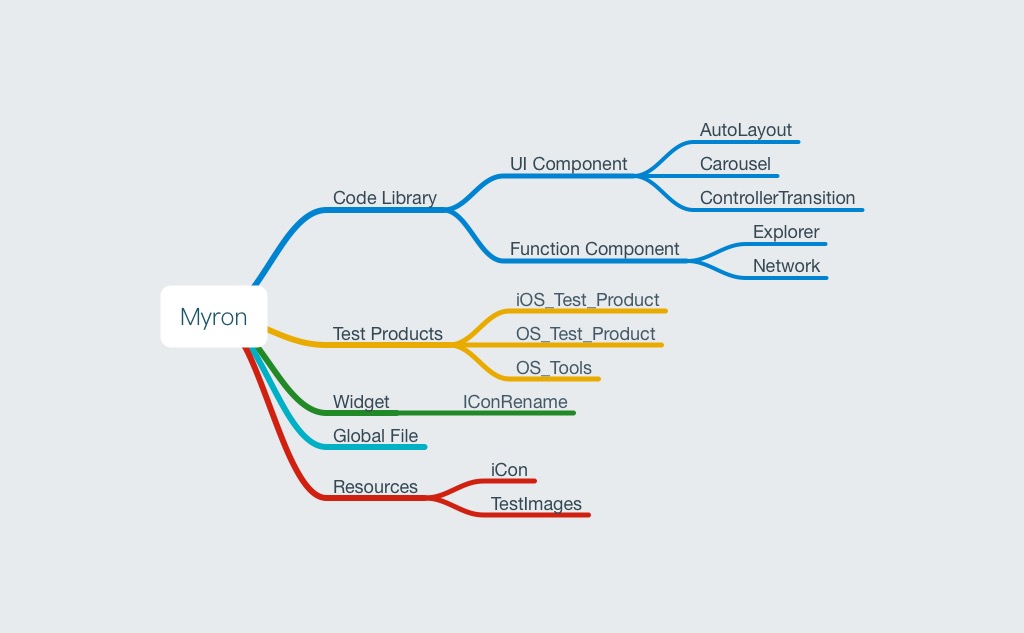 Myron
Code Library
UI Component
AutoLayout
Carousel
ControllerTransition
Function Component
Explorer
Network
Test Products
iOS_Test_Product
OS_Test_Product
OS_Tools
Widget
IConRename
Global File
Resources
iCon
TestImages